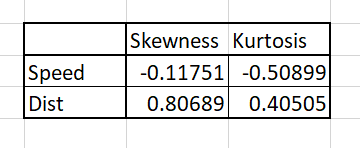 Skewness Kurtosis
Speed -0.11751 -0.50899
Dist 0.80689 0.40505